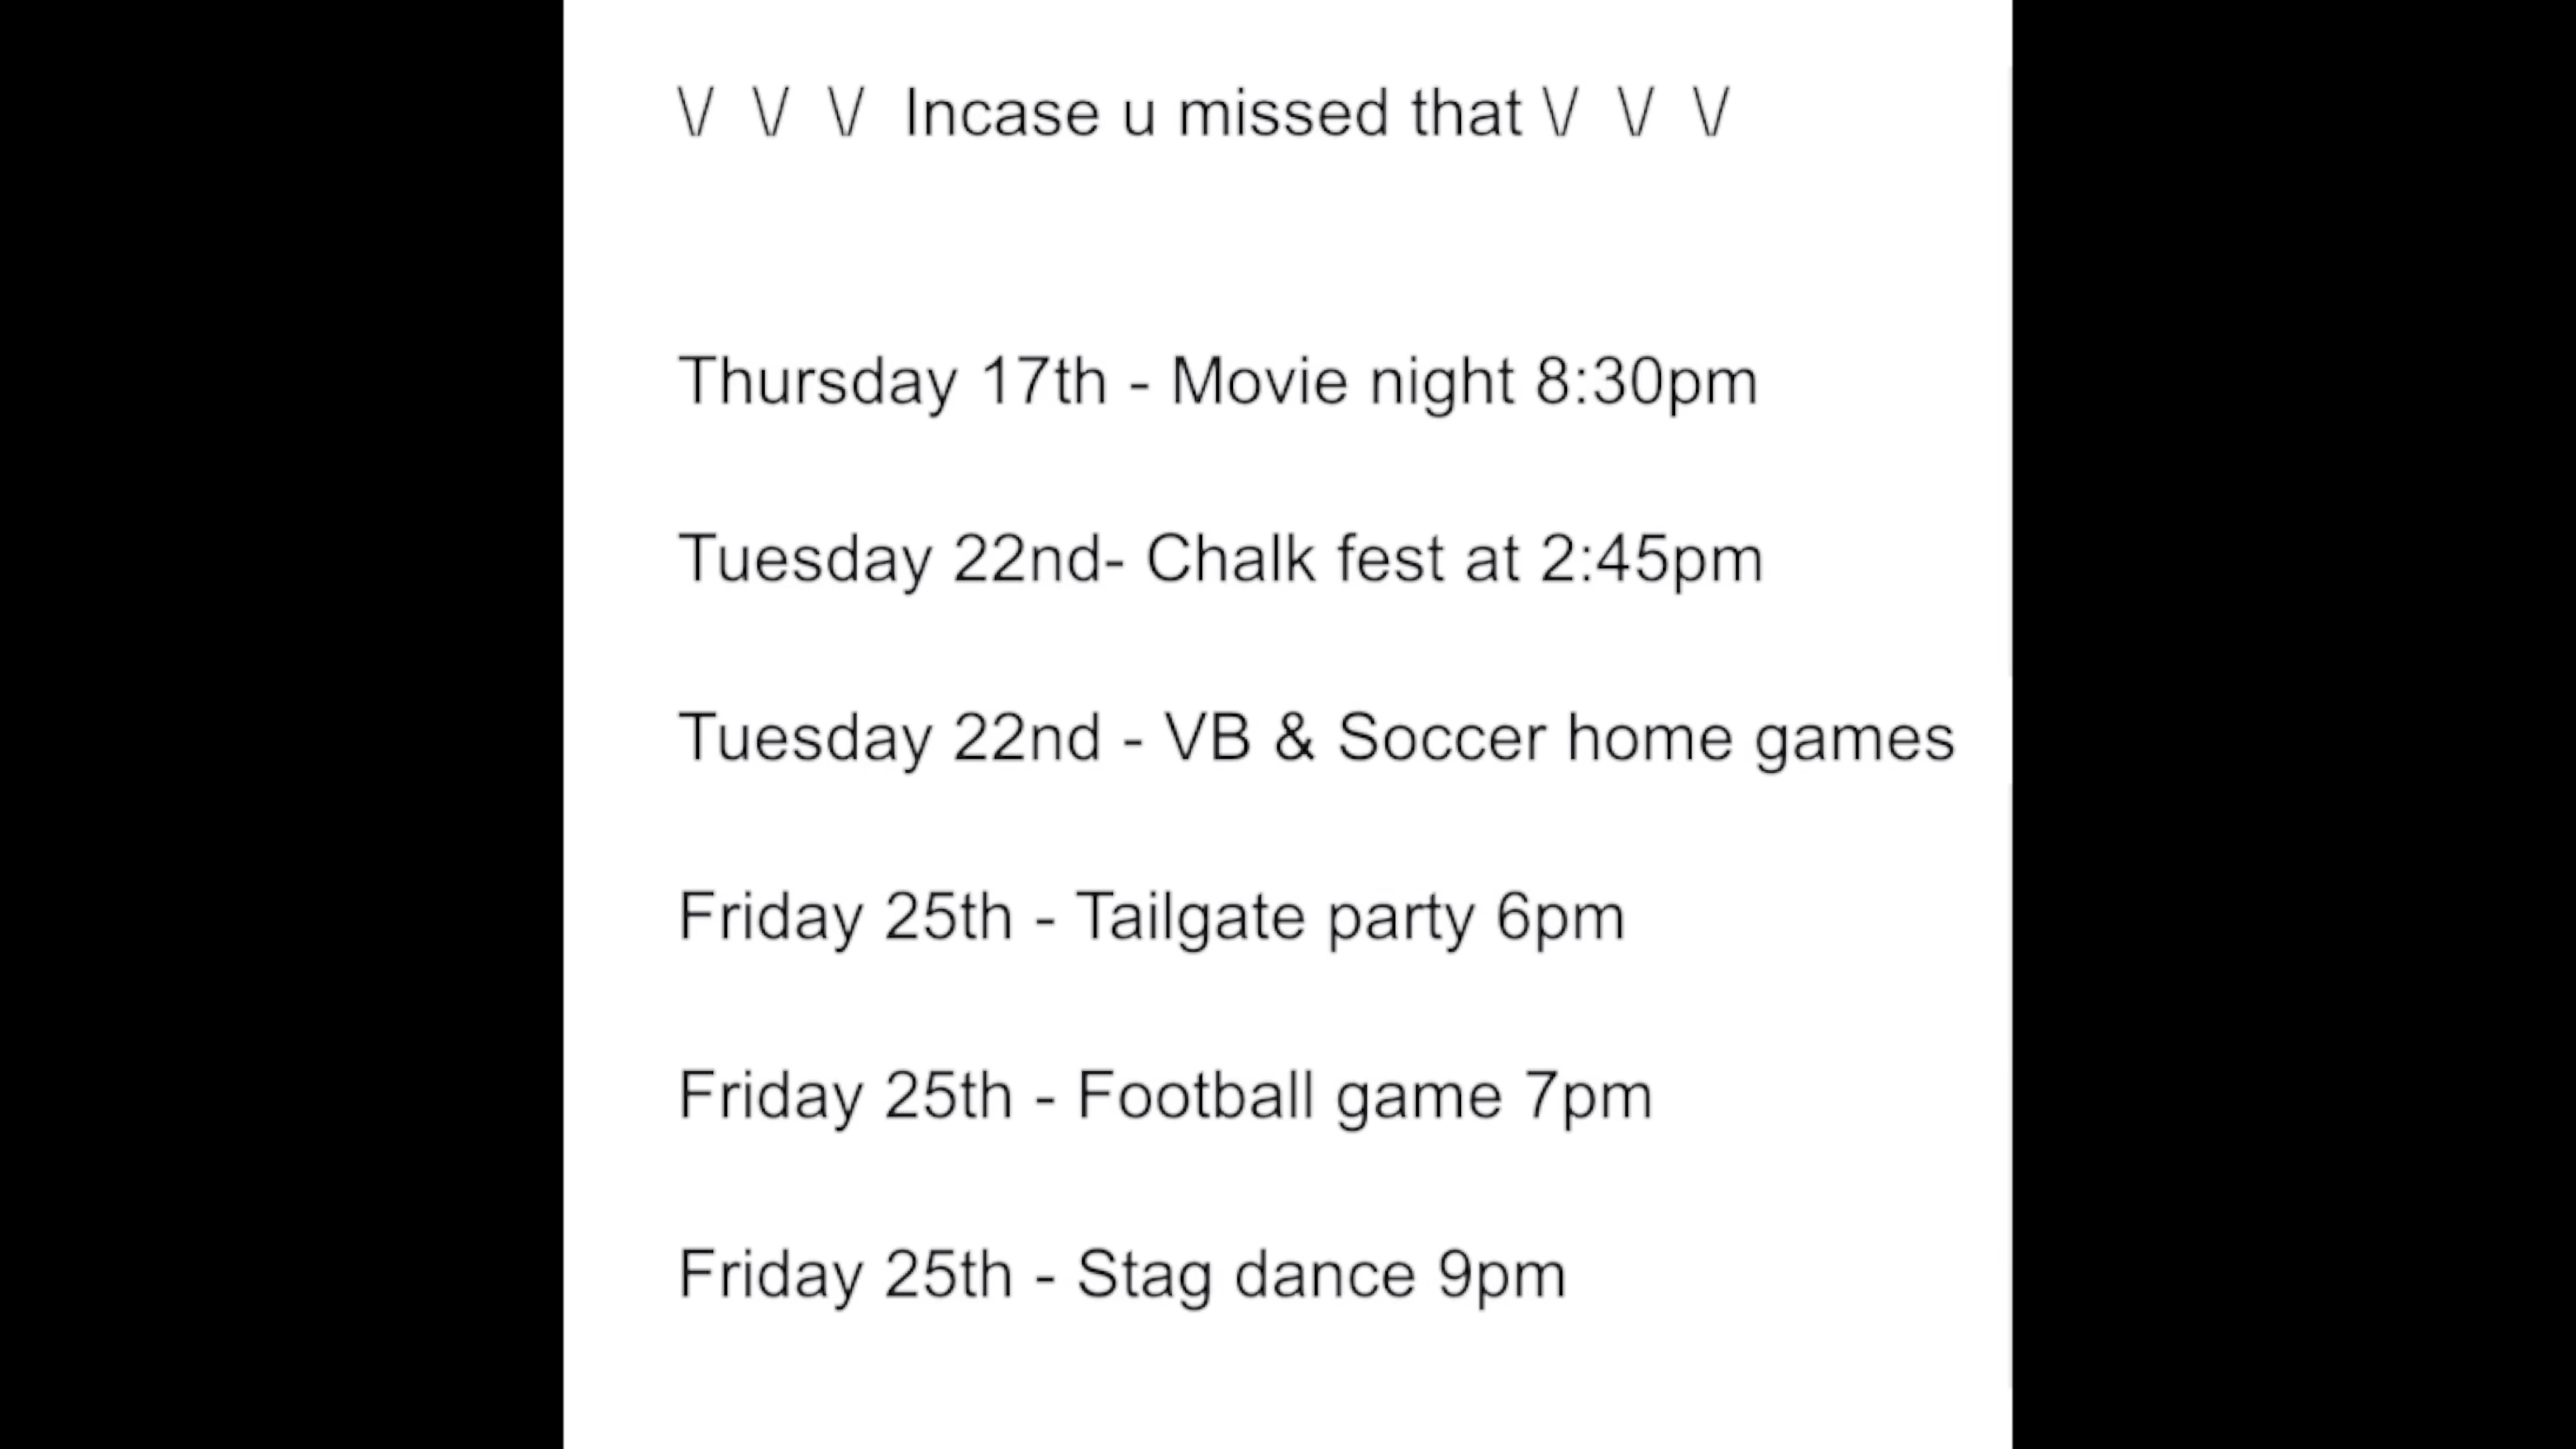 \/ \/ \/ Incase u missed that \/ \/ \/
Thursday 17th - Movie night 8:30pm
Tuesday 22nd- Chalk fest at 2:45pm
Tuesday 22nd - VB & Soccer home games
Friday 25th - Tailgate party 6pm
Friday 25th - Football game 7pm
Friday 25th - Stag dance 9pm